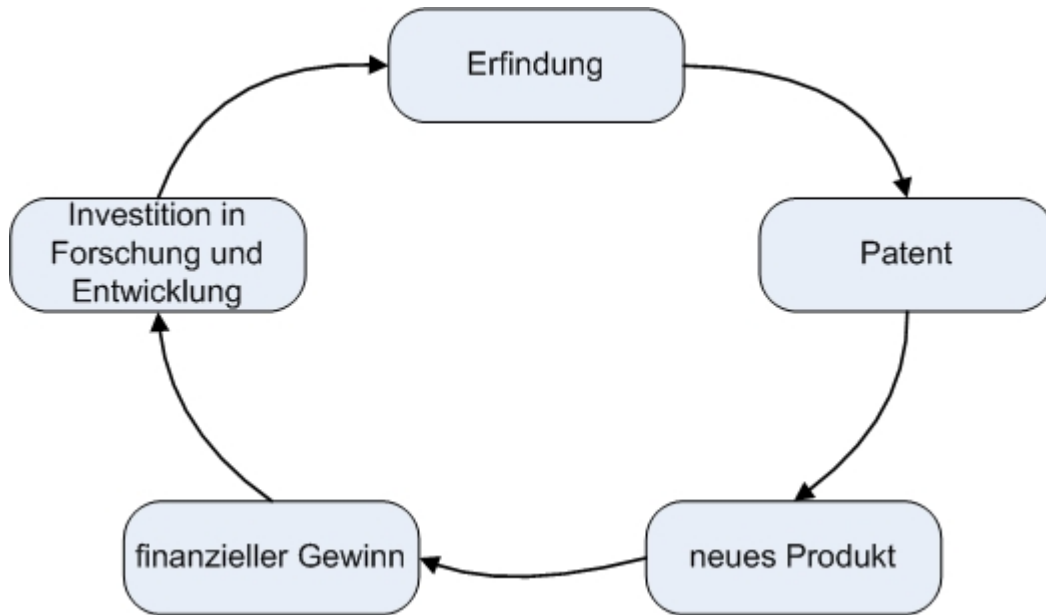 Erfindung
Patent
neues Produkt
finanzieller Gewinn
Investition in
Forschung und
Entwicklung